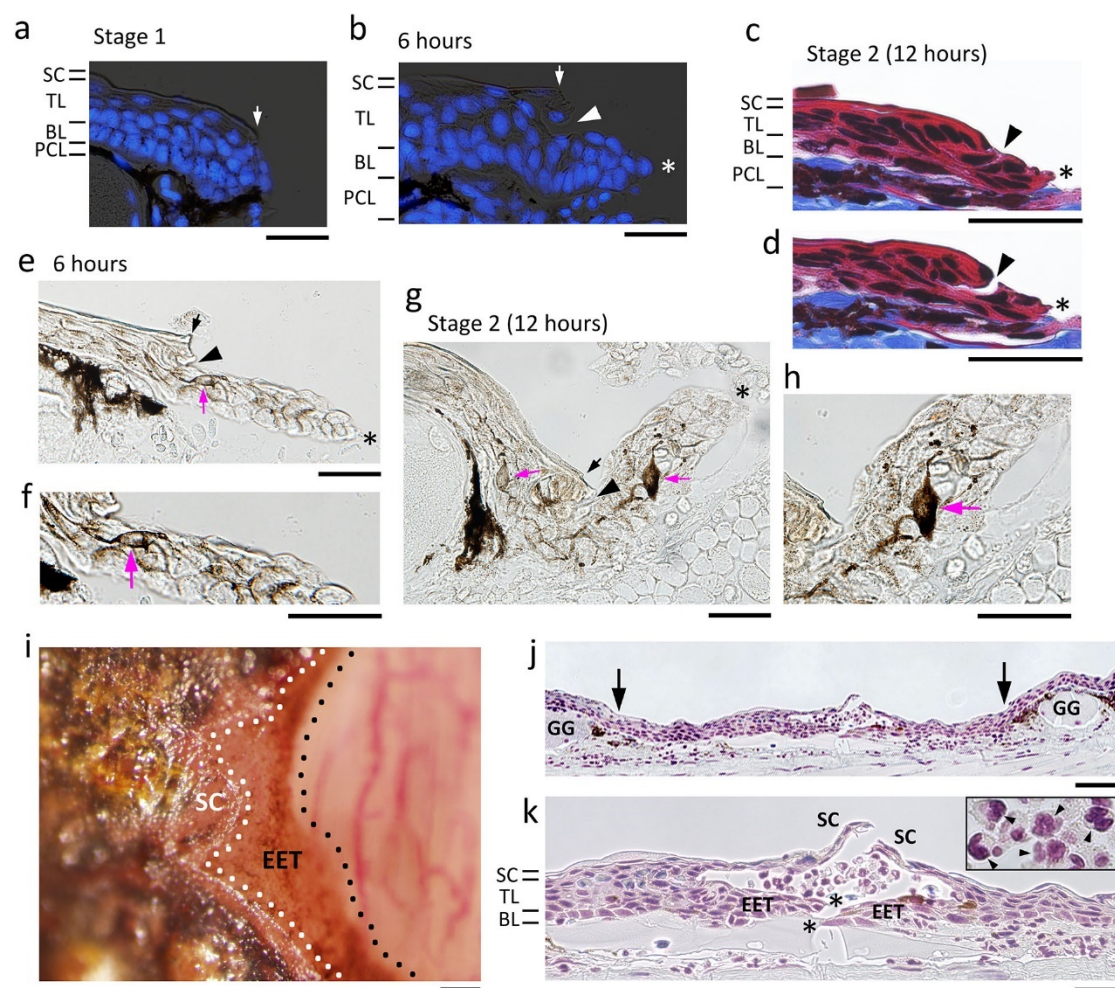 a
Stage 1
SC
TL
BL
PCL
b
6 hours
SC
TL
BL
PCL
*
c
Stage 2 (12 hours)
SC
TL
BL
PCL
*
d
*
e
6 hours
*
f
g
Stage 2 (12 hours)
*
h
i
SC
EET
j
GG
GG
k
SC
SC
SC
TL
BL
EET
*
EET
*